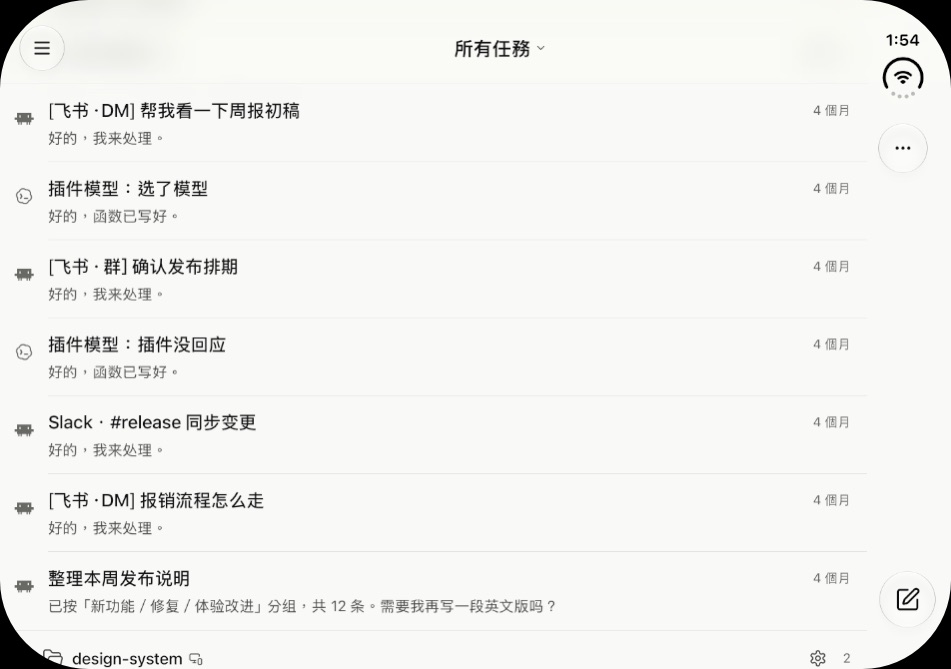 所有任務
1:54
[飞书 · DM] 帮我看一下周报初稿
4 個月
好的，我来处理。
插件模型：选了模型
4 個月
好的，函数已写好。
[飞书 · 群] 确认发布排期
4 個月
好的，我来处理。
插件模型：插件没回应
4 個月
好的，函数已写好。
Slack · #release 同步变更
4 個月
好的，我来处理。
[飞书 · DM] 报销流程怎么走
4 個月
好的，我来处理。
整理本周发布说明
4 個月
已按「新功能 / 修复 / 体验改进」分组，共 12 条。需要我再写一段英文版吗？
design-system
2